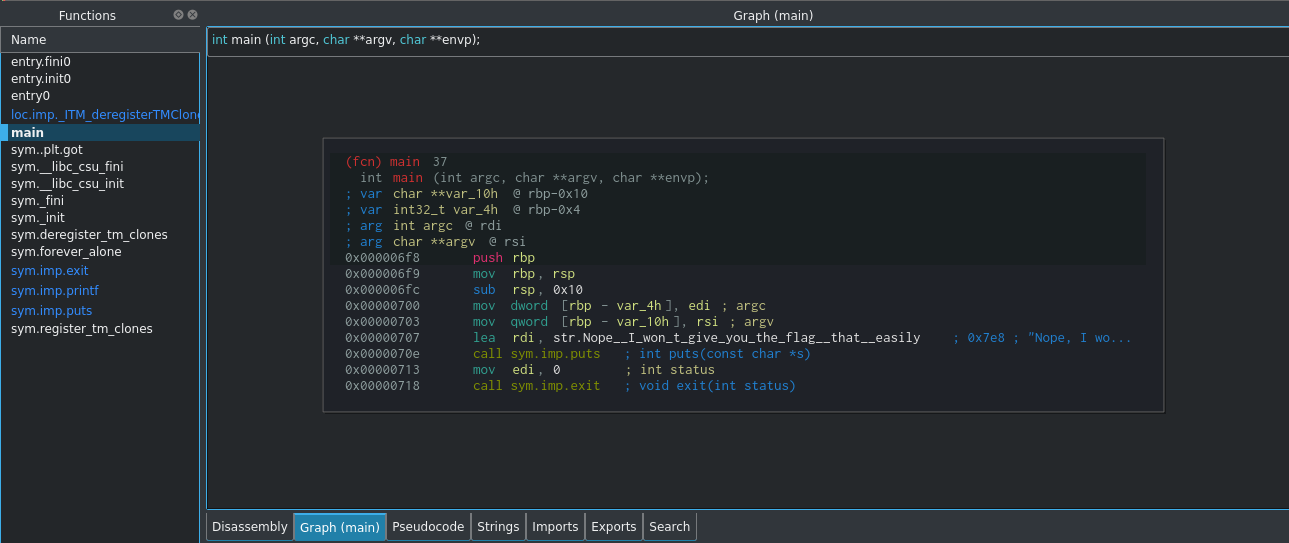 Functions
Name
entry.fini0
entry.init0
entry0
loc.imp._ITM_deregisterTMClon
main
sym..plt.got
sym.__libc_csu_fini
sym.__libc_csu_init
sym._fini
sym._init
sym.deregister_tm_clones
sym.forever_alone
sym.imp.exit
sym.imp.printf
sym.imp.puts
sym.register_tm_clones
Graph (main)
int main (int argc, char **argv, char **envp);
(fcn) main 37
int main (int argc, char **argv, char **envp);
; var char **var_10h @ rbp-0x10
; var int32_t var_4h @ rbp-0x4
; arg int argc @ rdi
; arg char **argv @ rsi
0x000006f8 push rbp
0x000006f9 mov rbp, rsp
0x000006fc sub rsp, 0x10
0x00000700 mov dword [rbp - var_4h], edi ; argc
0x00000703 mov qword [rbp - var_10h], rsi ; argv
0x00000707 lea rdi, str.Nope__I_won_t_give_you_the_flag__that__easily ; 0x7e8 ; "Nope, I wo...
0x0000070e call sym.imp.puts ; int puts(const char *s)
0x00000713 mov edi, 0 ; int status
0x00000718 call sym.imp.exit ; void exit(int status)
Disassembly Graph (main) Pseudocode Strings Imports Exports Search